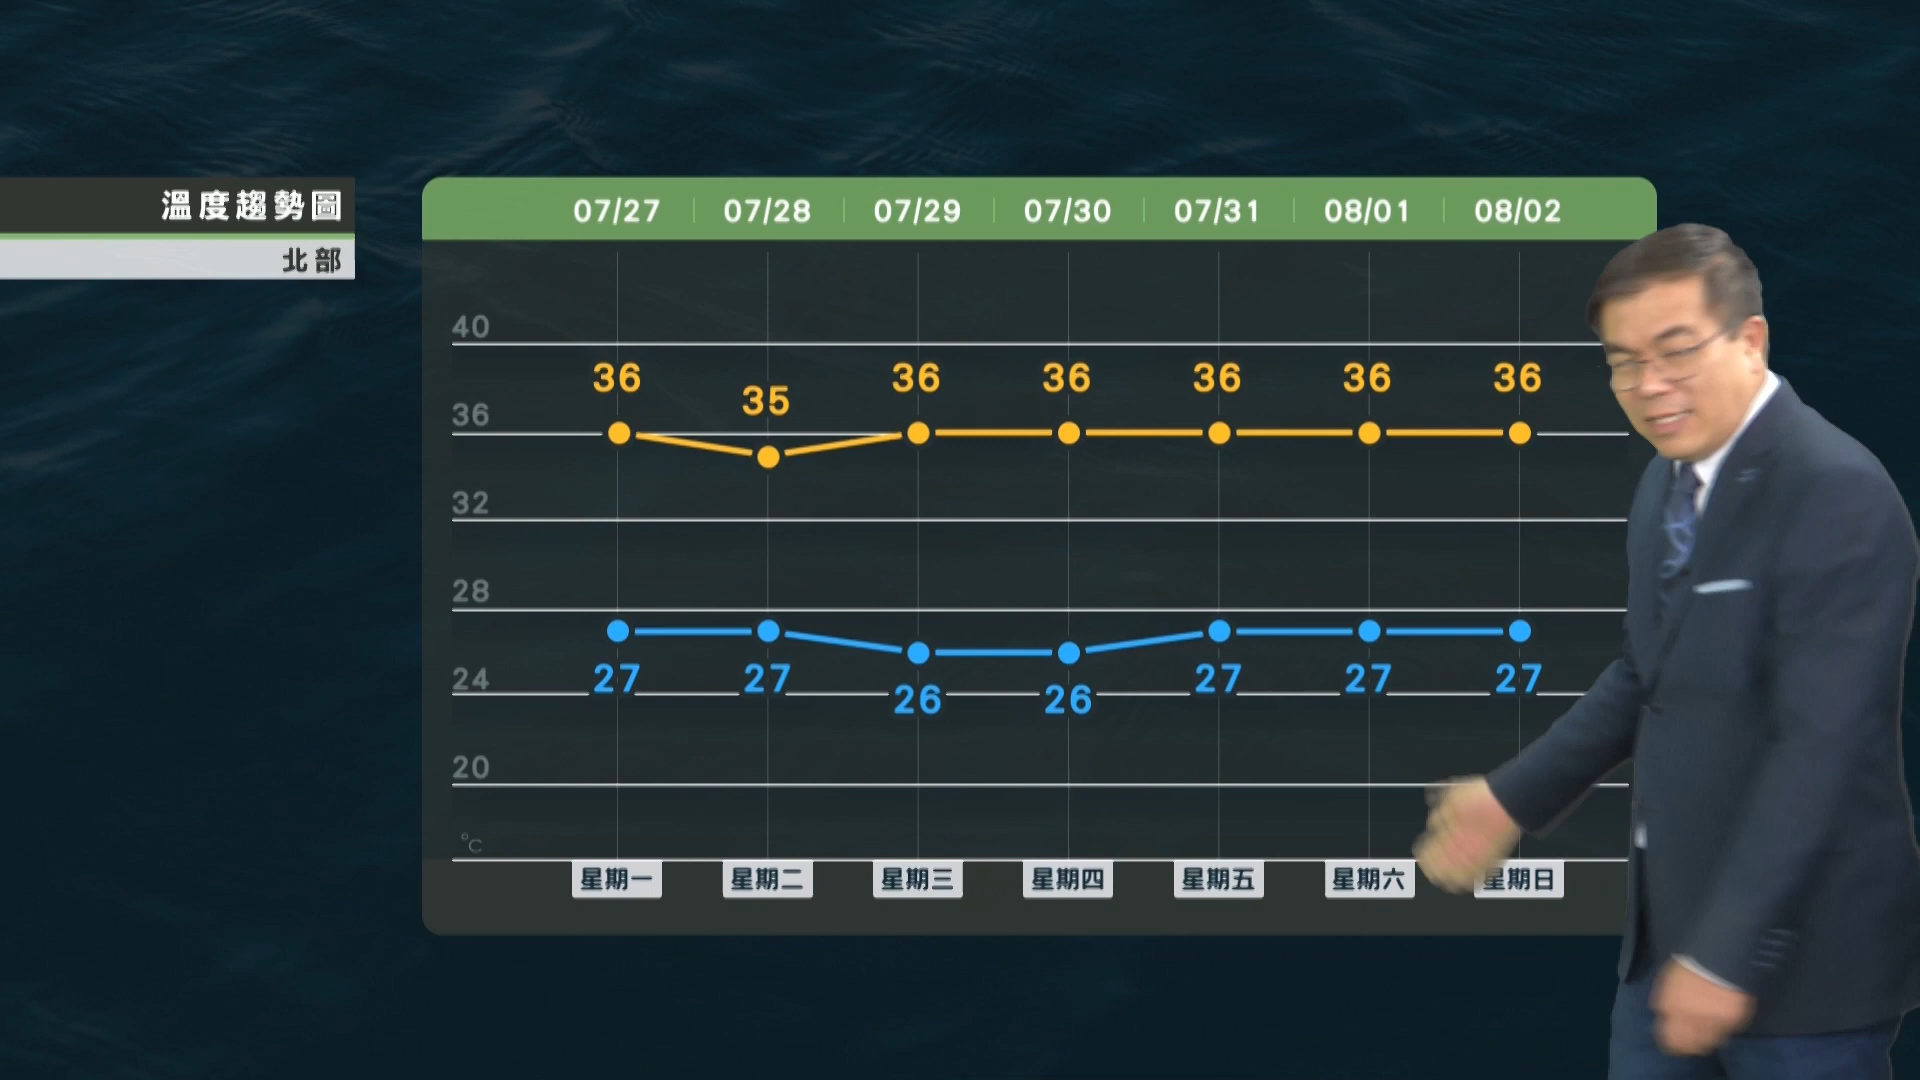 溫度趨勢圖
北部
07/27 07/28 07/29 07/30 07/31 08/01 08/02
40
36 35 36 36 36 36 36
36
32
28
27 27 26 26 27 27 27
24
20
°C
星期一 星期二 星期三 星期四 星期五 星期六 星期日